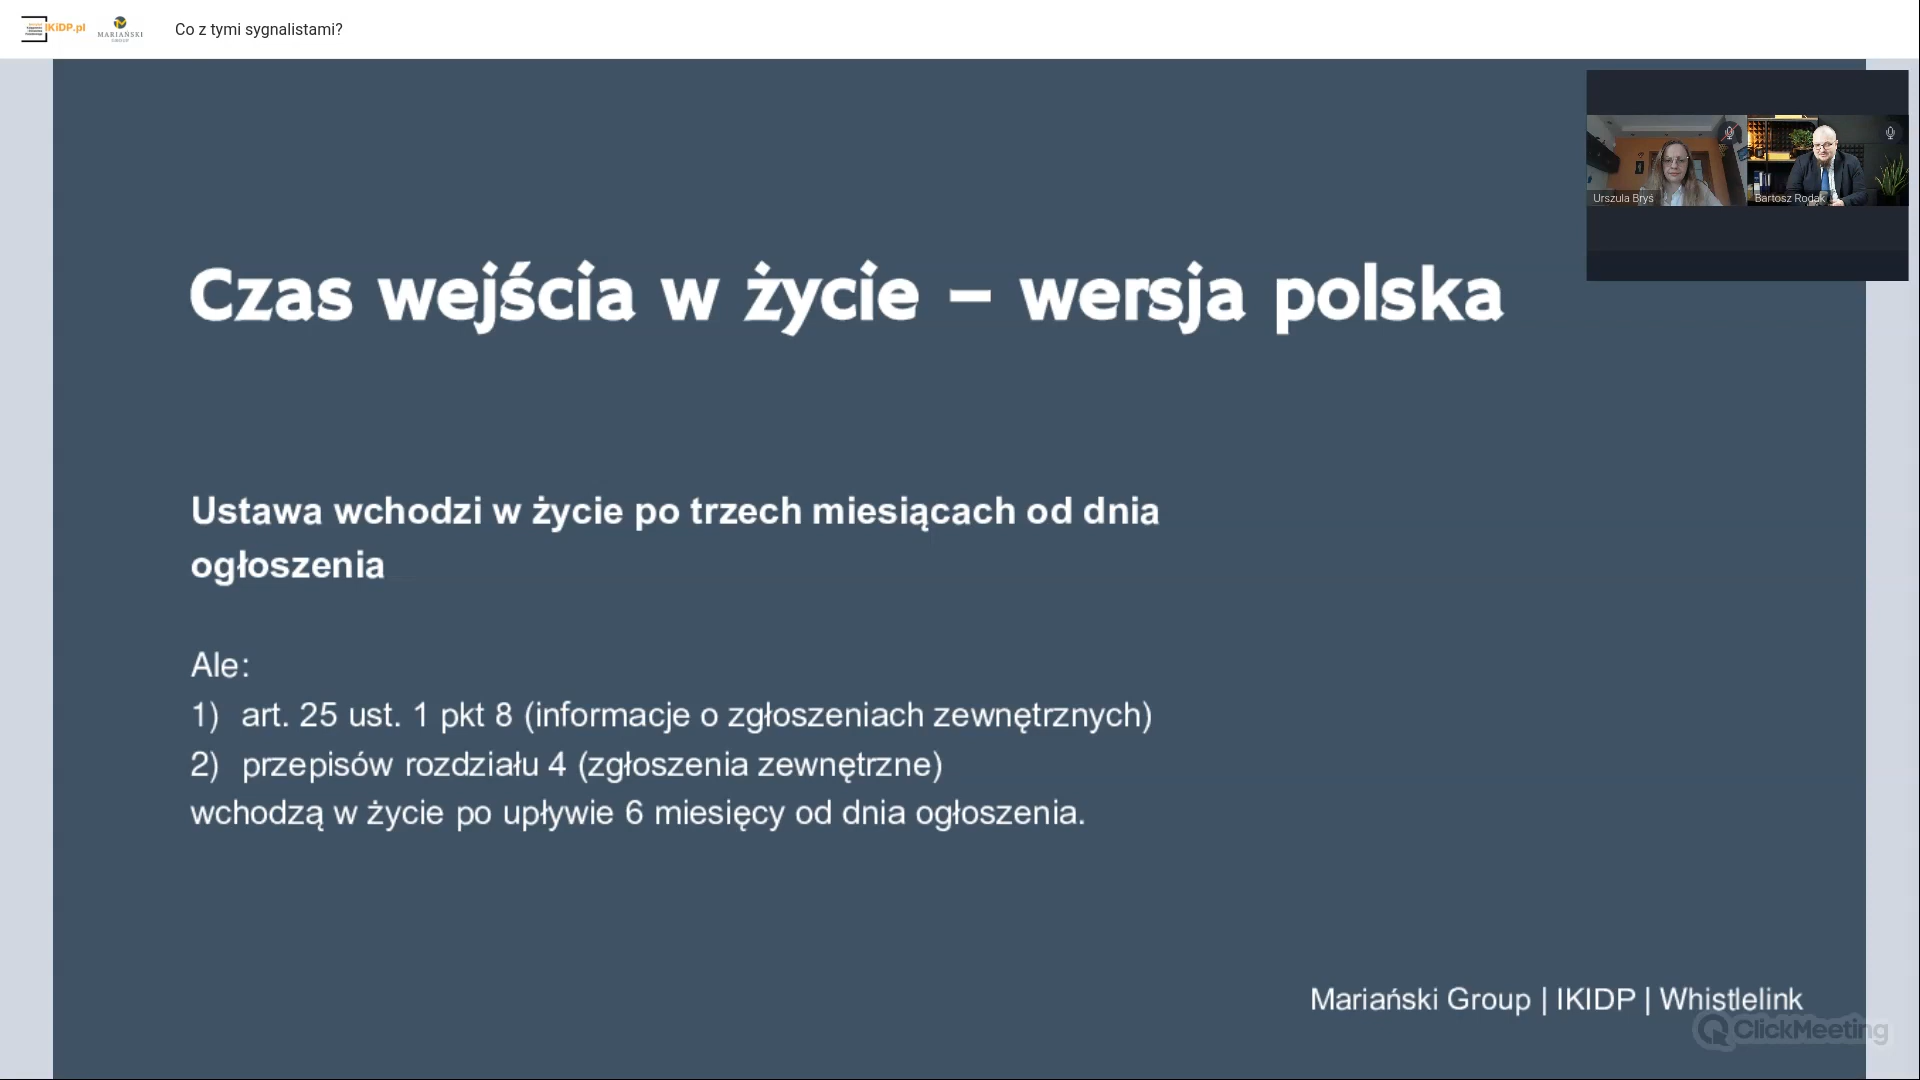 IKiDP.pl
MARIAŃSKI
GROUP
Co z tymi sygnalistami?
Urszula Bryś
Bartosz Rodak
Czas wejścia w życie – wersja polska
Ustawa wchodzi w życie po trzech miesiącach od dnia
ogłoszenia
Ale:
1) art. 25 ust. 1 pkt 8 (informacje o zgłoszeniach zewnętrznych)
2) przepisów rozdziału 4 (zgłoszenia zewnętrzne)
wchodzą w życie po upływie 6 miesięcy od dnia ogłoszenia.
Mariański Group | IKIDP | Whistlelink
ClickMeeting